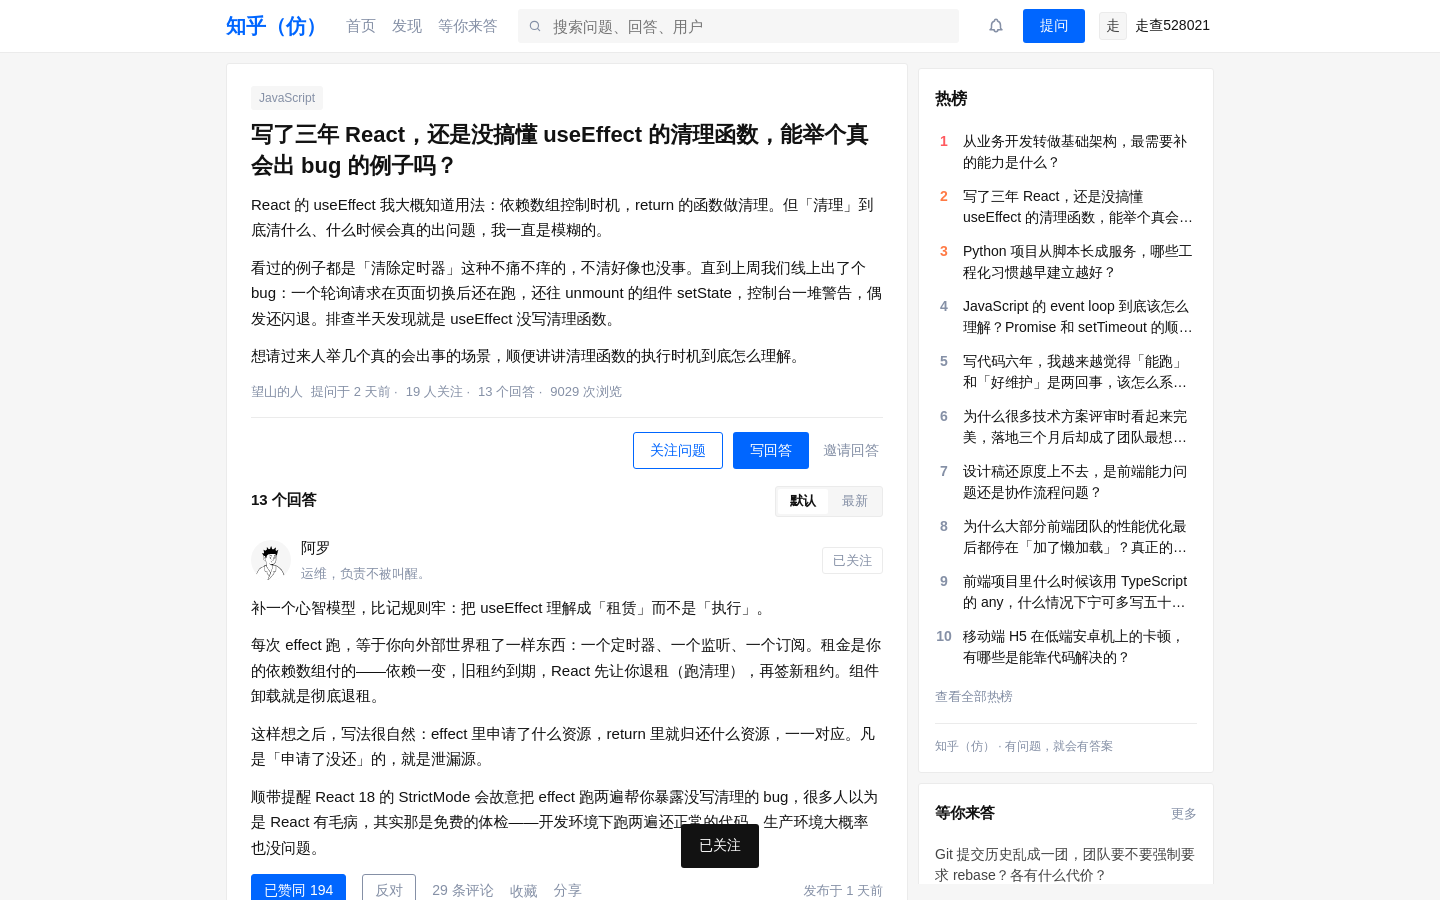 知乎（仿）
首页 发现 等你来答
搜索问题、回答、用户
提问
走 走查528021
JavaScript
写了三年 React，还是没搞懂 useEffect 的清理函数，能举个真
会出 bug 的例子吗？
React 的 useEffect 我大概知道用法：依赖数组控制时机，return 的函数做清理。但「清理」到
底清什么、什么时候会真的出问题，我一直是模糊的。
看过的例子都是「清除定时器」这种不痛不痒的，不清好像也没事。直到上周我们线上出了个
bug：一个轮询请求在页面切换后还在跑，还往 unmount 的组件 setState，控制台一堆警告，偶
发还闪退。排查半天发现就是 useEffect 没写清理函数。
想请过来人举几个真的会出事的场景，顺便讲讲清理函数的执行时机到底怎么理解。
望山的人 提问于 2 天前 · 19 人关注 · 13 个回答 · 9029 次浏览
关注问题 写回答 邀请回答
13 个回答
默认 最新
阿罗
运维，负责不被叫醒。
已关注
补一个心智模型，比记规则牢：把 useEffect 理解成「租赁」而不是「执行」。
每次 effect 跑，等于你向外部世界租了一样东西：一个定时器、一个监听、一个订阅。租金是你
的依赖数组付的——依赖一变，旧租约到期，React 先让你退租（跑清理），再签新租约。组件
卸载就是彻底退租。
这样想之后，写法很自然：effect 里申请了什么资源，return 里就归还什么资源，一一对应。凡
是「申请了没还」的，就是泄漏源。
顺带提醒 React 18 的 StrictMode 会故意把 effect 跑两遍帮你暴露没写清理的 bug，很多人以为
是 React 有毛病，其实那是免费的体检——开发环境下跑两遍还正常的代码，生产环境大概率
也没问题。
已关注
已赞同 194 反对 29 条评论 收藏 分享 发布于 1 天前
热榜
1 从业务开发转做基础架构，最需要补
的能力是什么？
2 写了三年 React，还是没搞懂
useEffect 的清理函数，能举个真会…
3 Python 项目从脚本长成服务，哪些工
程化习惯越早建立越好？
4 JavaScript 的 event loop 到底该怎么
理解？Promise 和 setTimeout 的顺…
5 写代码六年，我越来越觉得「能跑」
和「好维护」是两回事，该怎么系…
6 为什么很多技术方案评审时看起来完
美，落地三个月后却成了团队最想…
7 设计稿还原度上不去，是前端能力问
题还是协作流程问题？
8 为什么大部分前端团队的性能优化最
后都停在「加了懒加载」？真正的…
9 前端项目里什么时候该用 TypeScript
的 any，什么情况下宁可多写五十…
10 移动端 H5 在低端安卓机上的卡顿，
有哪些是能靠代码解决的？
查看全部热榜
知乎（仿） · 有问题，就会有答案
等你来答 更多
Git 提交历史乱成一团，团队要不要强制要
求 rebase？各有什么代价？